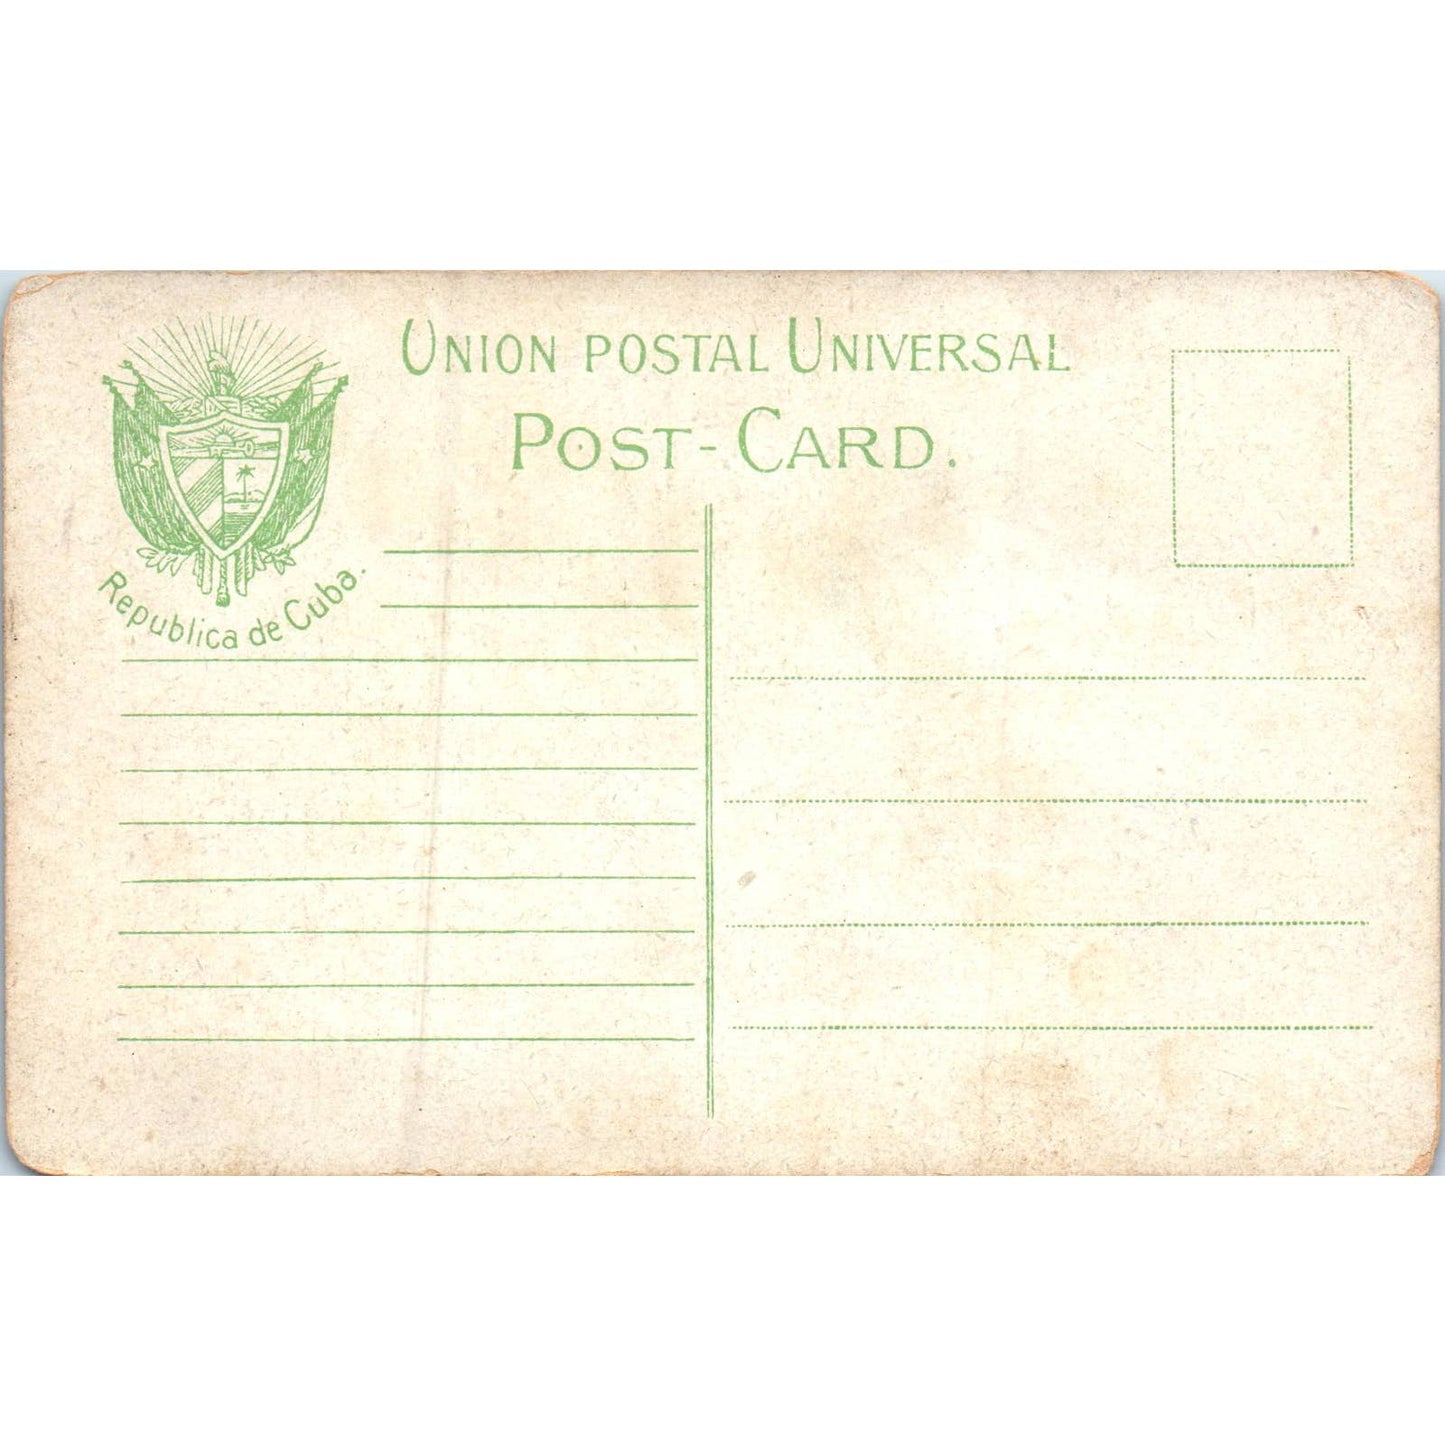 UNION POSTAL UNIVERSAL
POST-CARD.
Republica de Cuba.